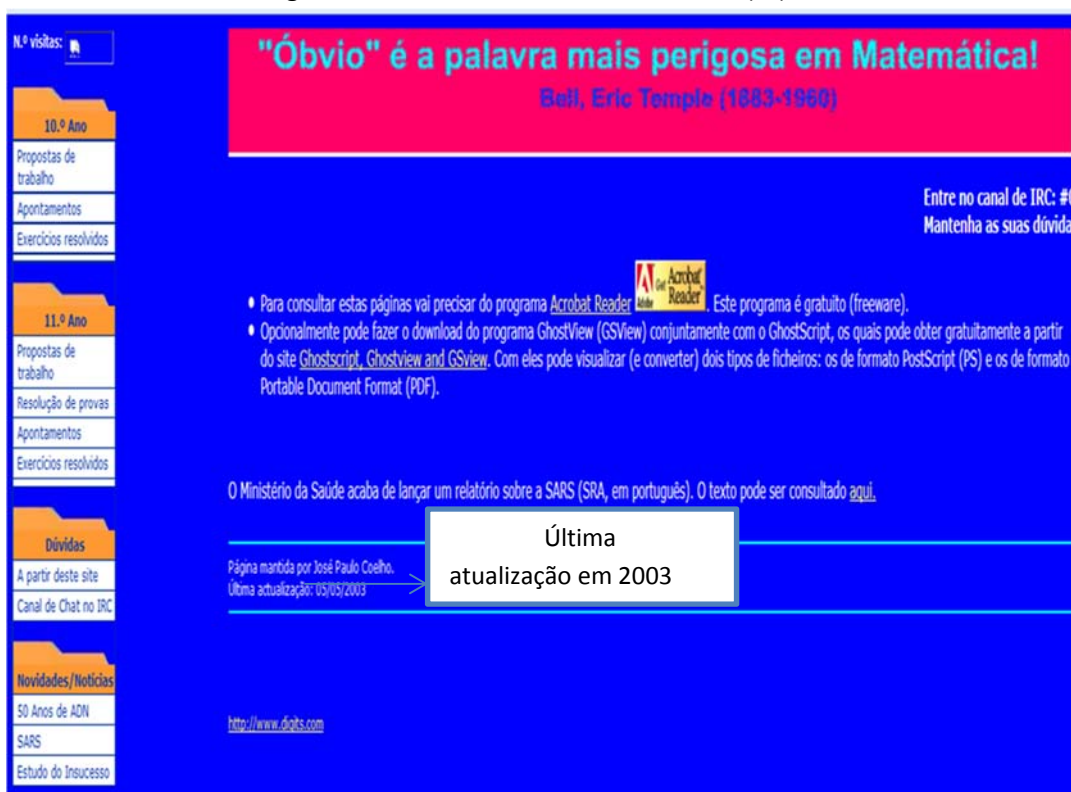 N.º visitas:
"Óbvio" é a palavra mais perigosa em Matemática!
Bell, Eric Temple (1883-1960)
10.º Ano
Propostas de
trabalho
Apontamentos
Exercícios resolvidos
Entre no canal de IRC:
Mantenha as suas
11.º Ano
Propostas de
trabalho
Resolução de provas
Apontamentos
Exercícios resolvidos
Para consultar estas páginas vai precisar do programa Acrobat Reader Adobe Get Acrobat Reader. Este programa é gratuito (freeware).
Opcionalmente pode fazer o download do programa GhostView (GSView) conjuntamente com o GhostScript, os quais pode obter gratuitamente a partir
do site Ghostscript, Ghostview and GSview. Com eles pode visualizar (e converter) dois tipos de ficheiros: os de formato PostScript (PS) e os de formato
Portable Document Format (PDF).
O Ministério da Saúde acaba de lançar um relatório sobre a SARS (SRA, em português). O texto pode ser consultado aqui.
Dúvidas
A partir deste site
Canal de Chat no IRC
Página mantida por José Paulo Coelho.
Última actualização: 05/05/2003
Última
atualização em 2003
Novidades/Notícias
50 Anos de ADN
SARS
Estudo do Insucesso
http://www.digits.com